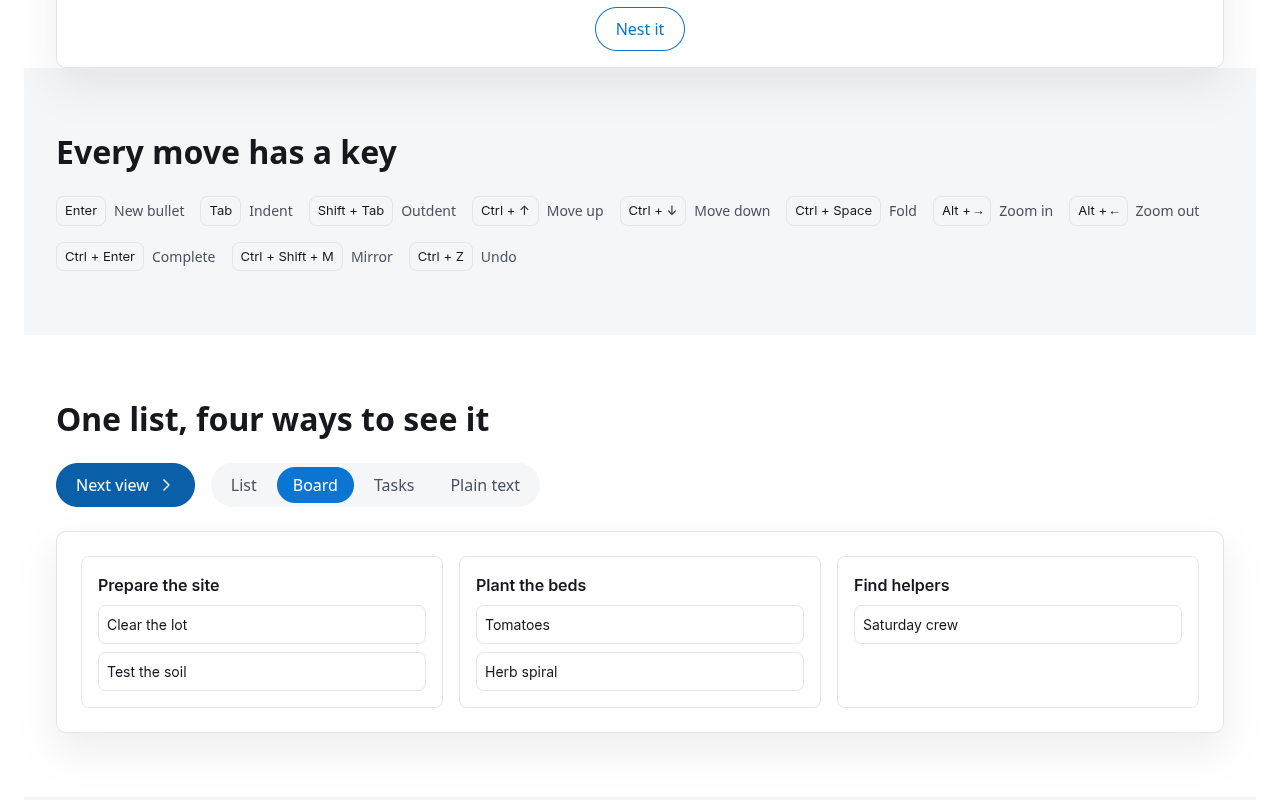 Nest it
Every move has a key
Enter New bullet Tab Indent Shift + Tab Outdent Ctrl + ↑ Move up Ctrl + ↓ Move down Ctrl + Space Fold Alt + → Zoom in Alt + ← Zoom out
Ctrl + Enter Complete Ctrl + Shift + M Mirror Ctrl + Z Undo
One list, four ways to see it
Next view List Board Tasks Plain text
Prepare the site Plant the beds Find helpers
Clear the lot Tomatoes Saturday crew
Test the soil Herb spiral